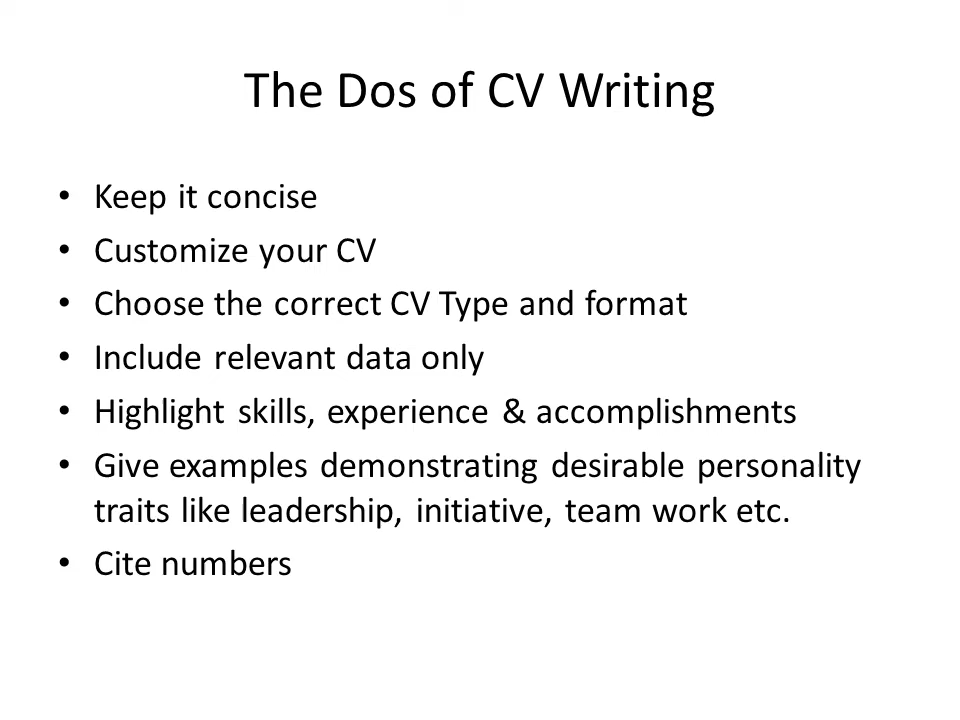 The Dos of CV Writing
• Keep it concise
• Customize your CV
• Choose the correct CV Type and format
• Include relevant data only
• Highlight skills, experience & accomplishments
• Give examples demonstrating desirable personality
traits like leadership, initiative, team work etc.
• Cite numbers